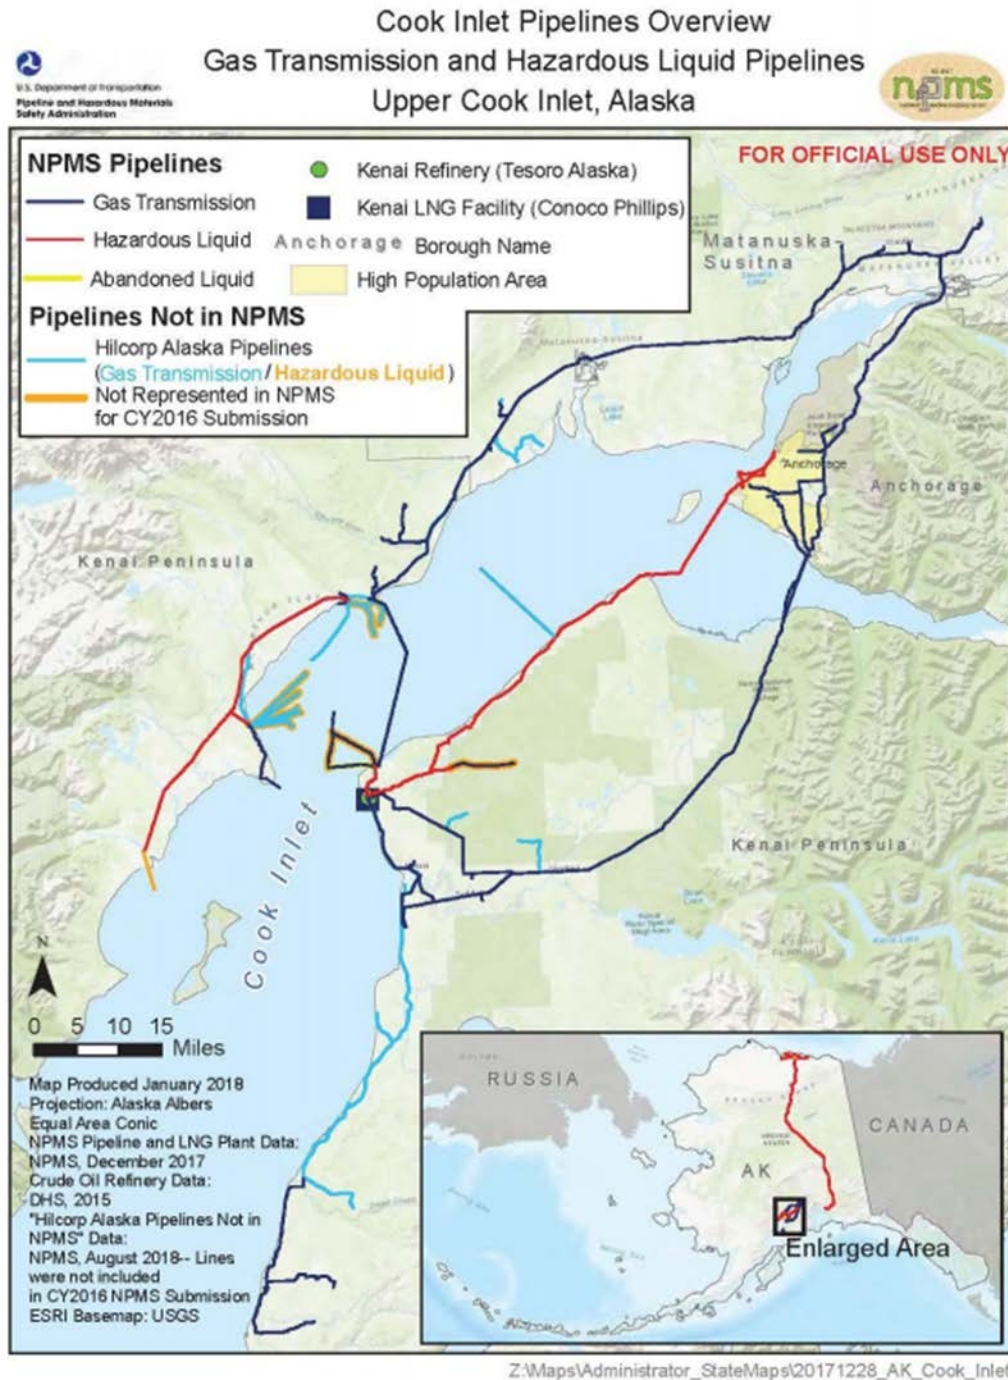 Cook Inlet Pipelines Overview
Gas Transmission and Hazardous Liquid Pipelines
Upper Cook Inlet, Alaska
U.S. Department of Transportation
Pipeline and Hazardous Materials
Safety Administration
npms
FOR OFFICIAL USE ONLY
NPMS Pipelines
Gas Transmission
Hazardous Liquid
Abandoned Liquid
Kenai Refinery (Tesoro Alaska)
Kenai LNG Facility (Conoco Phillips)
Anchorage Borough Name
High Population Area
Pipelines Not in NPMS
Hilcorp Alaska Pipelines
(Gas Transmission / Hazardous Liquid )
Not Represented in NPMS
for CY2016 Submission
Matanuska-
Susitna
Matanuska-Susitna
Anchorage
Anchorage
Kenai Peninsula
Kenai Peninsula
Cook Inlet
N
0 5 10 15
Miles
Map Produced January 2018
Projection: Alaska Albers
Equal Area Conic
NPMS Pipeline and LNG Plant Data:
NPMS, December 2017
Crude Oil Refinery Data:
DHS, 2015
"Hilcorp Alaska Pipelines Not in
NPMS" Data:
NPMS, August 2018-- Lines
were not included
in CY2016 NPMS Submission
ESRI Basemap: USGS
RUSSIA
CANADA
AK
Enlarged Area
Z:\Maps\Administrator_StateMaps\20171228_AK_Cook_Inlet